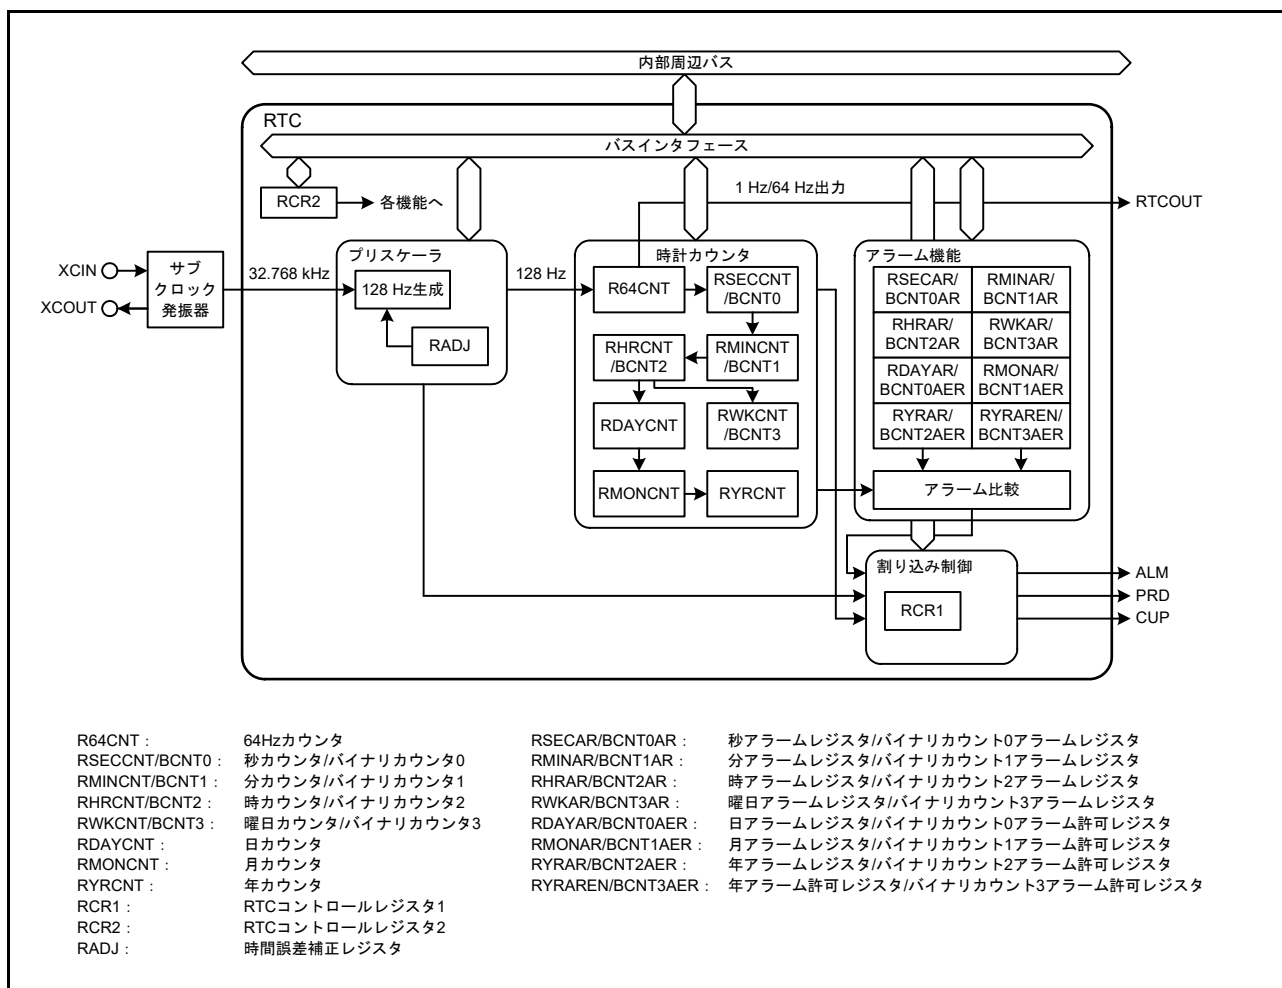 内部周辺バス
RTC
バスインタフェース
RCR2
各機能へ
1 Hz/64 Hz出力
RTCOUT
XCIN
XCOUT
サブ
クロック
発振器
32.768 kHz
プリスケーラ
128 Hz生成
RADJ
128 Hz
時計カウンタ
R64CNT
RSECCNT
/BCNT0
RHRCNT
/BCNT2
RMINCNT
/BCNT1
RDAYCNT
RWKCNT
/BCNT3
RMONCNT
RYRCNT
アラーム機能
RSECAR/
BCNT0AR
RMINAR/
BCNT1AR
RHRAR/
BCNT2AR
RWKAR/
BCNT3AR
RDAYAR/
BCNT0AER
RMONAR/
BCNT1AER
RYRAR/
BCNT2AER
RYRAREN/
BCNT3AER
アラーム比較
割り込み制御
RCR1
ALM
PRD
CUP
R64CNT : 64Hzカウンタ
RSECCNT/BCNT0 : 秒カウンタ/バイナリカウンタ0
RMINCNT/BCNT1 : 分カウンタ/バイナリカウンタ1
RHRCNT/BCNT2 : 時カウンタ/バイナリカウンタ2
RWKCNT/BCNT3 : 曜日カウンタ/バイナリカウンタ3
RDAYCNT : 日カウンタ
RMONCNT : 月カウンタ
RYRCNT : 年カウンタ
RCR1 : RTCコントロールレジスタ1
RCR2 : RTCコントロールレジスタ2
RADJ : 時間誤差補正レジスタ
RSECAR/BCNT0AR : 秒アラームレジスタ/バイナリカウント0アラームレジスタ
RMINAR/BCNT1AR : 分アラームレジスタ/バイナリカウント1アラームレジスタ
RHRAR/BCNT2AR : 時アラームレジスタ/バイナリカウント2アラームレジスタ
RWKAR/BCNT3AR : 曜日アラームレジスタ/バイナリカウント3アラームレジスタ
RDAYAR/BCNT0AER : 日アラームレジスタ/バイナリカウント0アラーム許可レジスタ
RMONAR/BCNT1AER : 月アラームレジスタ/バイナリカウント1アラーム許可レジスタ
RYRAR/BCNT2AER : 年アラームレジスタ/バイナリカウント2アラーム許可レジスタ
RYRAREN/BCNT3AER : 年アラーム許可レジスタ/バイナリカウント3アラーム許可レジスタ